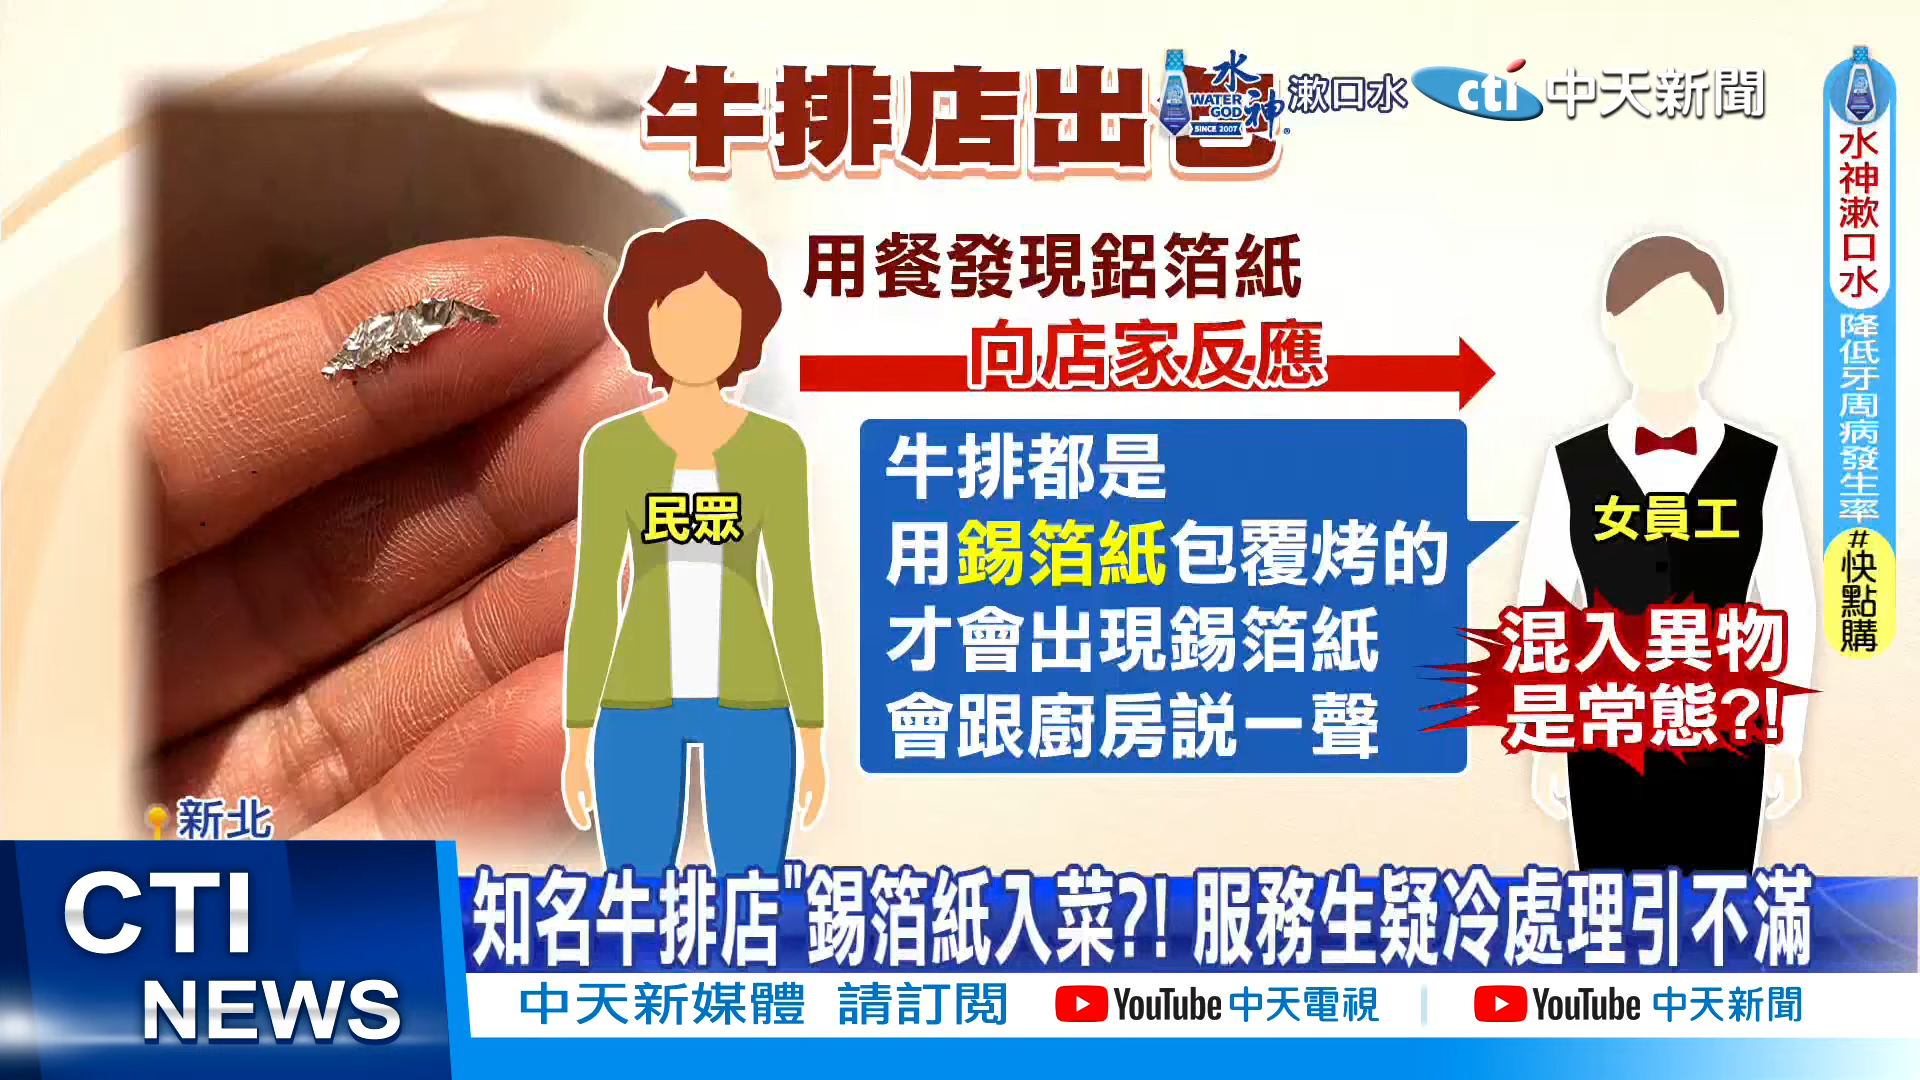 牛排店出包
水神
WATER GOD
SINCE 2007
漱口水
cti 中天新聞
用餐發現鋁箔紙
向店家反應
民眾
牛排都是
用錫箔紙包覆烤的
才會出現錫箔紙
會跟廚房說一聲
女員工
混入異物
是常態?!
水神漱口水
降低牙周病發生率
#快點購
新北
CTI
NEWS
知名牛排店"錫箔紙入菜?! 服務生疑冷處理引不滿
中天新媒體 請訂閱 YouTube 中天電視 | YouTube 中天新聞